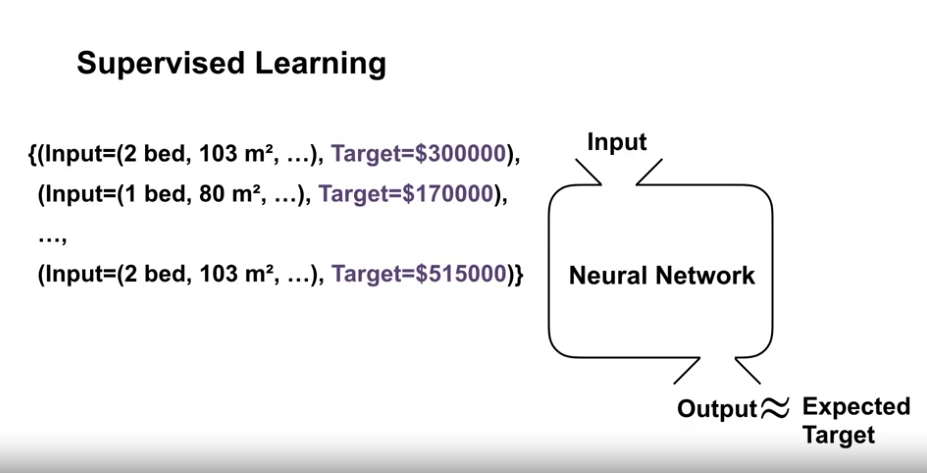 Supervised Learning
{(Input=(2 bed, 103 m², ...), Target=$300000),
(Input=(1 bed, 80 m², ...), Target=$170000),
...,
(Input=(2 bed, 103 m², ...), Target=$515000)}
Input
Neural Network
Output ≈ Expected
Target